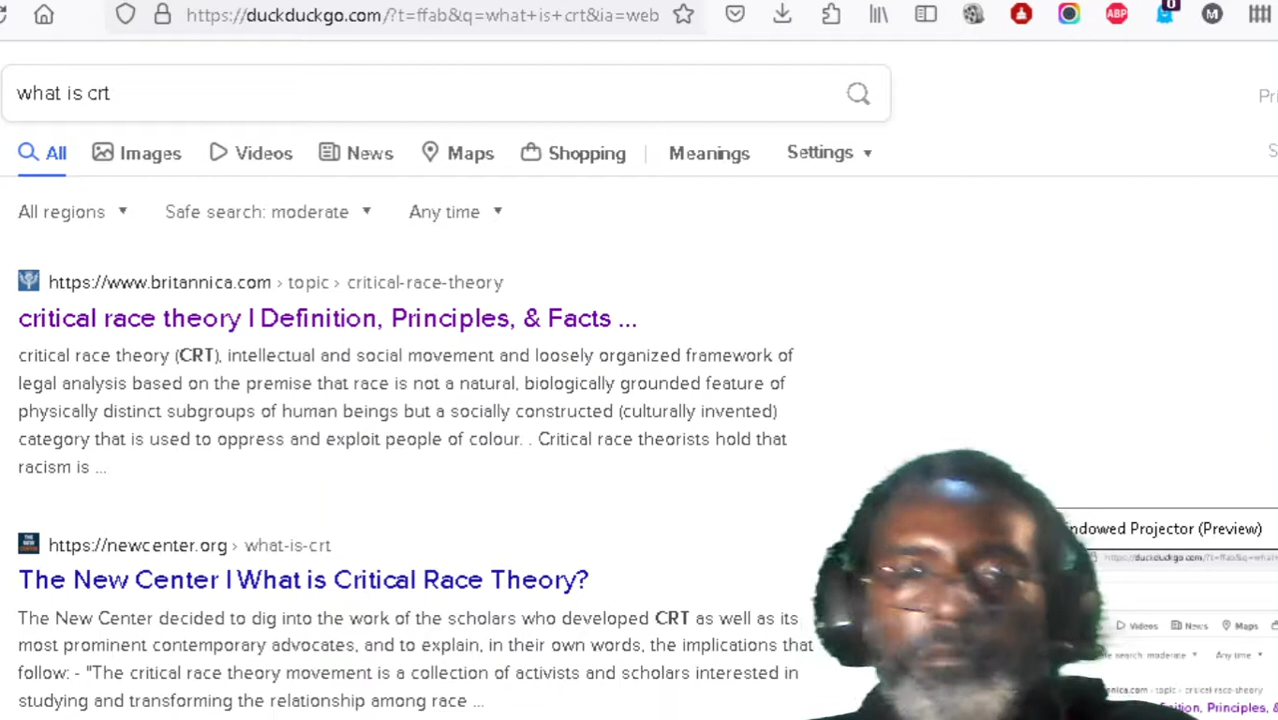 https://duckduckgo.com/?t=ffab&q=what+is+crt&ia=web
ABP
0
M
what is crt
All Images Videos News Maps Shopping Meanings Settings
All regions Safe search: moderate Any time
https://www.britannica.com › topic › critical-race-theory
critical race theory | Definition, Principles, & Facts ...
critical race theory (CRT), intellectual and social movement and loosely organized framework of
legal analysis based on the premise that race is not a natural, biologically grounded feature of
physically distinct subgroups of human beings but a socially constructed (culturally invented)
category that is used to oppress and exploit people of colour. . Critical race theorists hold that
racism is ...
https://newcenter.org › what-is-crt
The New Center | What is Critical Race Theory?
The New Center decided to dig into the work of the scholars who developed CRT as well as its
most prominent contemporary advocates, and to explain, in their own words, the implications that
follow: - "The critical race theory movement is a collection of activists and scholars interested in
studying and transforming the relationship among race ...
ndowed Projector (Preview)
Videos News Maps
Any time